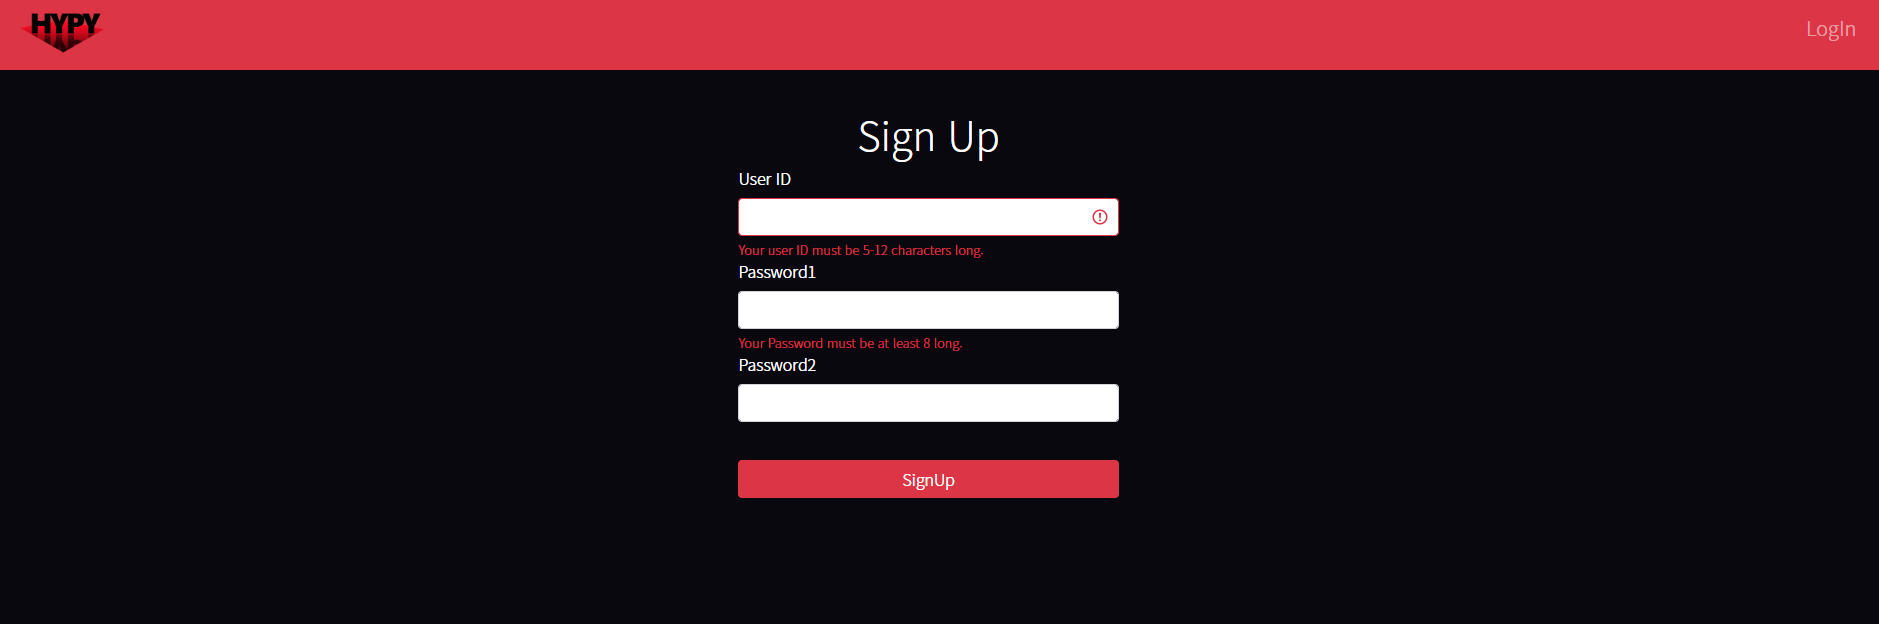 HYPY
LogIn
Sign Up
User ID
Your user ID must be 5-12 characters long.
Password1
Your Password must be at least 8 long.
Password2
SignUp